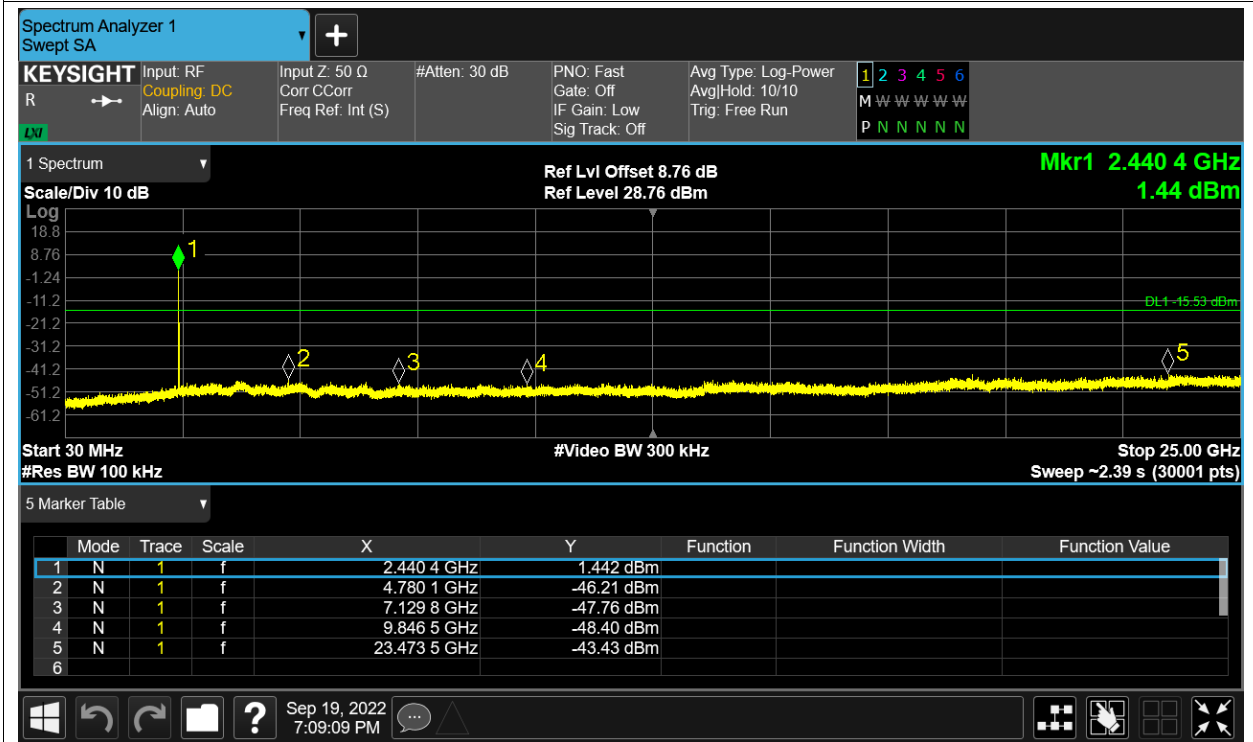 Spectrum Analyzer 1
Swept SA
+
KEYSIGHT
R
LXI
Input: RF
Coupling: DC
Align: Auto
Input Z: 50 Ω
Corr CCorr
Freq Ref: Int (S)
#Atten: 30 dB
PNO: Fast
Gate: Off
IF Gain: Low
Sig Track: Off
Avg Type: Log-Power
Avg|Hold: 10/10
Trig: Free Run
1 2 3 4 5 6
M W W W W W
P N N N N N
1 Spectrum
Scale/Div 10 dB
Ref Lvl Offset 8.76 dB
Ref Level 28.76 dBm
Mkr1 2.440 4 GHz
1.44 dBm
Log
18.8
8.76
-1.24
-11.2
-21.2
-31.2
-41.2
-51.2
-61.2
1
2
3
4
5
DL1 -15.53 dBm
Start 30 MHz
#Video BW 300 kHz
Stop 25.00 GHz
#Res BW 100 kHz
Sweep ~2.39 s (30001 pts)
5 Marker Table
Mode Trace Scale X Y Function Function Width Function Value
1 N 1 f 2.440 4 GHz 1.442 dBm
2 N 1 f 4.780 1 GHz -46.21 dBm
3 N 1 f 7.129 8 GHz -47.76 dBm
4 N 1 f 9.846 5 GHz -48.40 dBm
5 N 1 f 23.473 5 GHz -43.43 dBm
6
?
Sep 19, 2022
7:09:09 PM